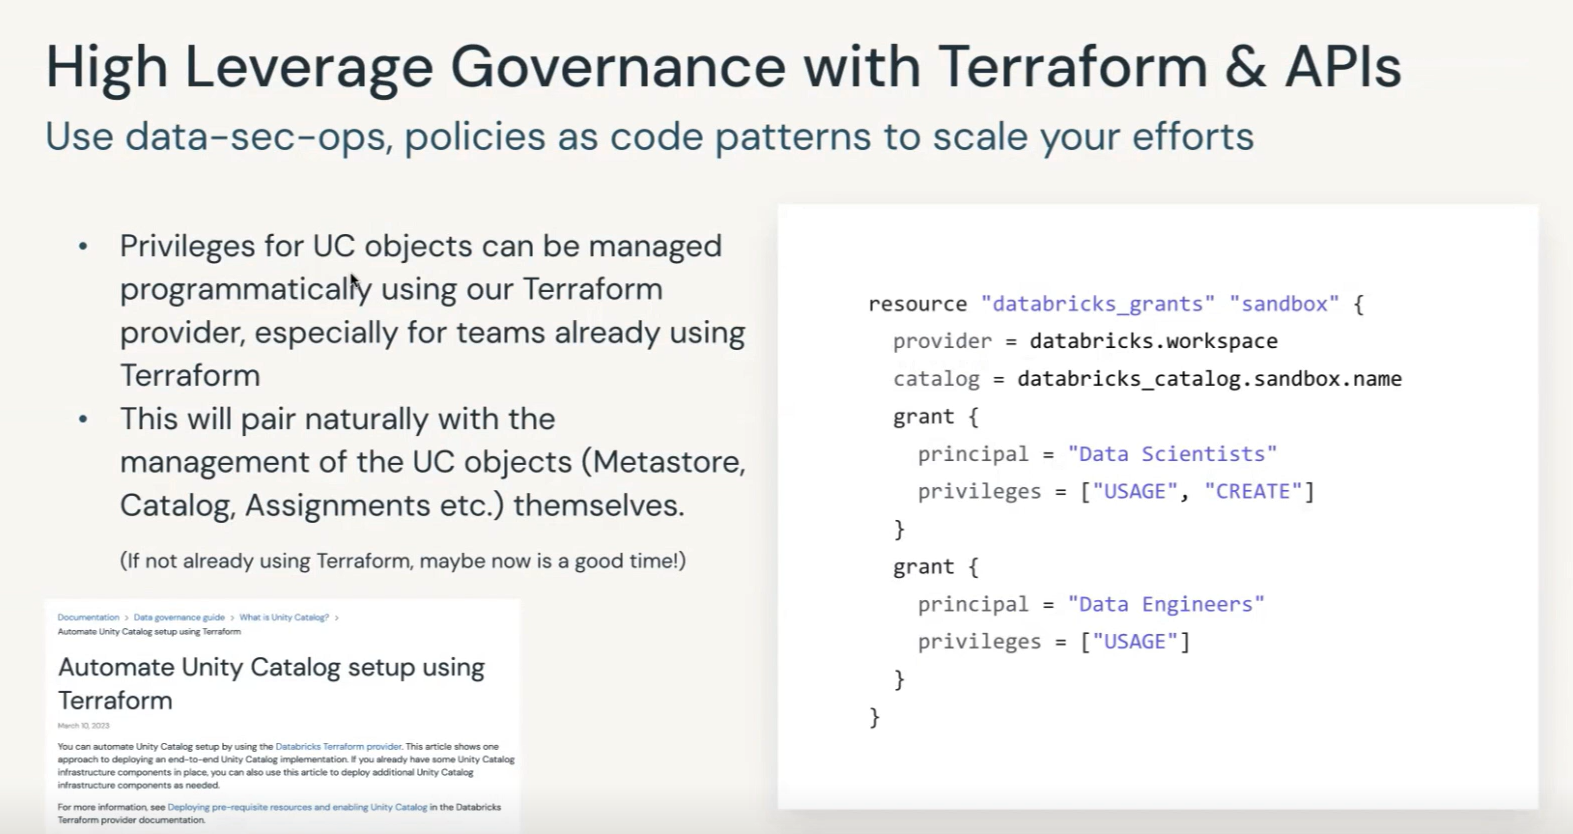 High Leverage Governance with Terraform & APIs
Use data-sec-ops, policies as code patterns to scale your efforts
• Privileges for UC objects can be managed
programmatically using our Terraform
provider, especially for teams already using
Terraform
• This will pair naturally with the
management of the UC objects (Metastore,
Catalog, Assignments etc.) themselves.
(If not already using Terraform, maybe now is a good time!)
Documentation > Data governance guide > What is Unity Catalog? >
Automate Unity Catalog setup using Terraform
Automate Unity Catalog setup using
Terraform
March 10, 2023
You can automate Unity Catalog setup by using the Databricks Terraform provider. This article shows one
approach to deploying an end-to-end Unity Catalog implementation. If you already have some Unity Catalog
infrastructure components in place, you can also use this article to deploy additional Unity Catalog
infrastructure components as needed.
For more information, see Deploying pre-requisite resources and enabling Unity Catalog in the Databricks
Terraform provider documentation.
resource "databricks_grants" "sandbox" {
provider = databricks.workspace
catalog = databricks_catalog.sandbox.name
grant {
principal = "Data Scientists"
privileges = ["USAGE", "CREATE"]
}
grant {
principal = "Data Engineers"
privileges = ["USAGE"]
}
}